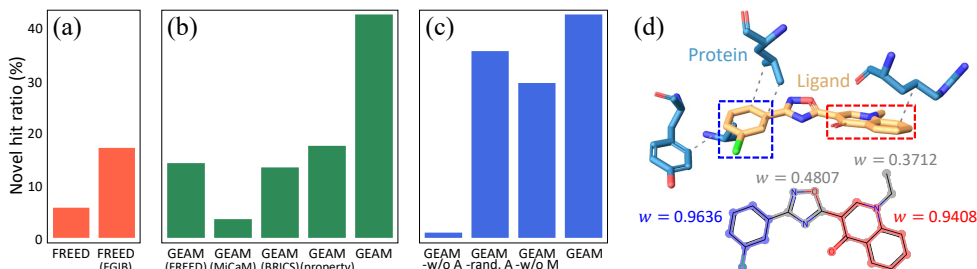 (a)
(b)
(c)
(d)
Novel hit ratio (%)
40
30
20
10
0
FREED
FREED
(FGIB)
GEAM
(FREED)
GEAM
(MiCaM)
GEAM
(BRICS)
GEAM
(property)
GEAM
GEAM
-w/o A
GEAM
-rand. A
GEAM
-w/o M
GEAM
Protein
Ligand
w = 0.3712
w = 0.4807
w = 0.9636
w = 0.9408
N
O
N
N
O